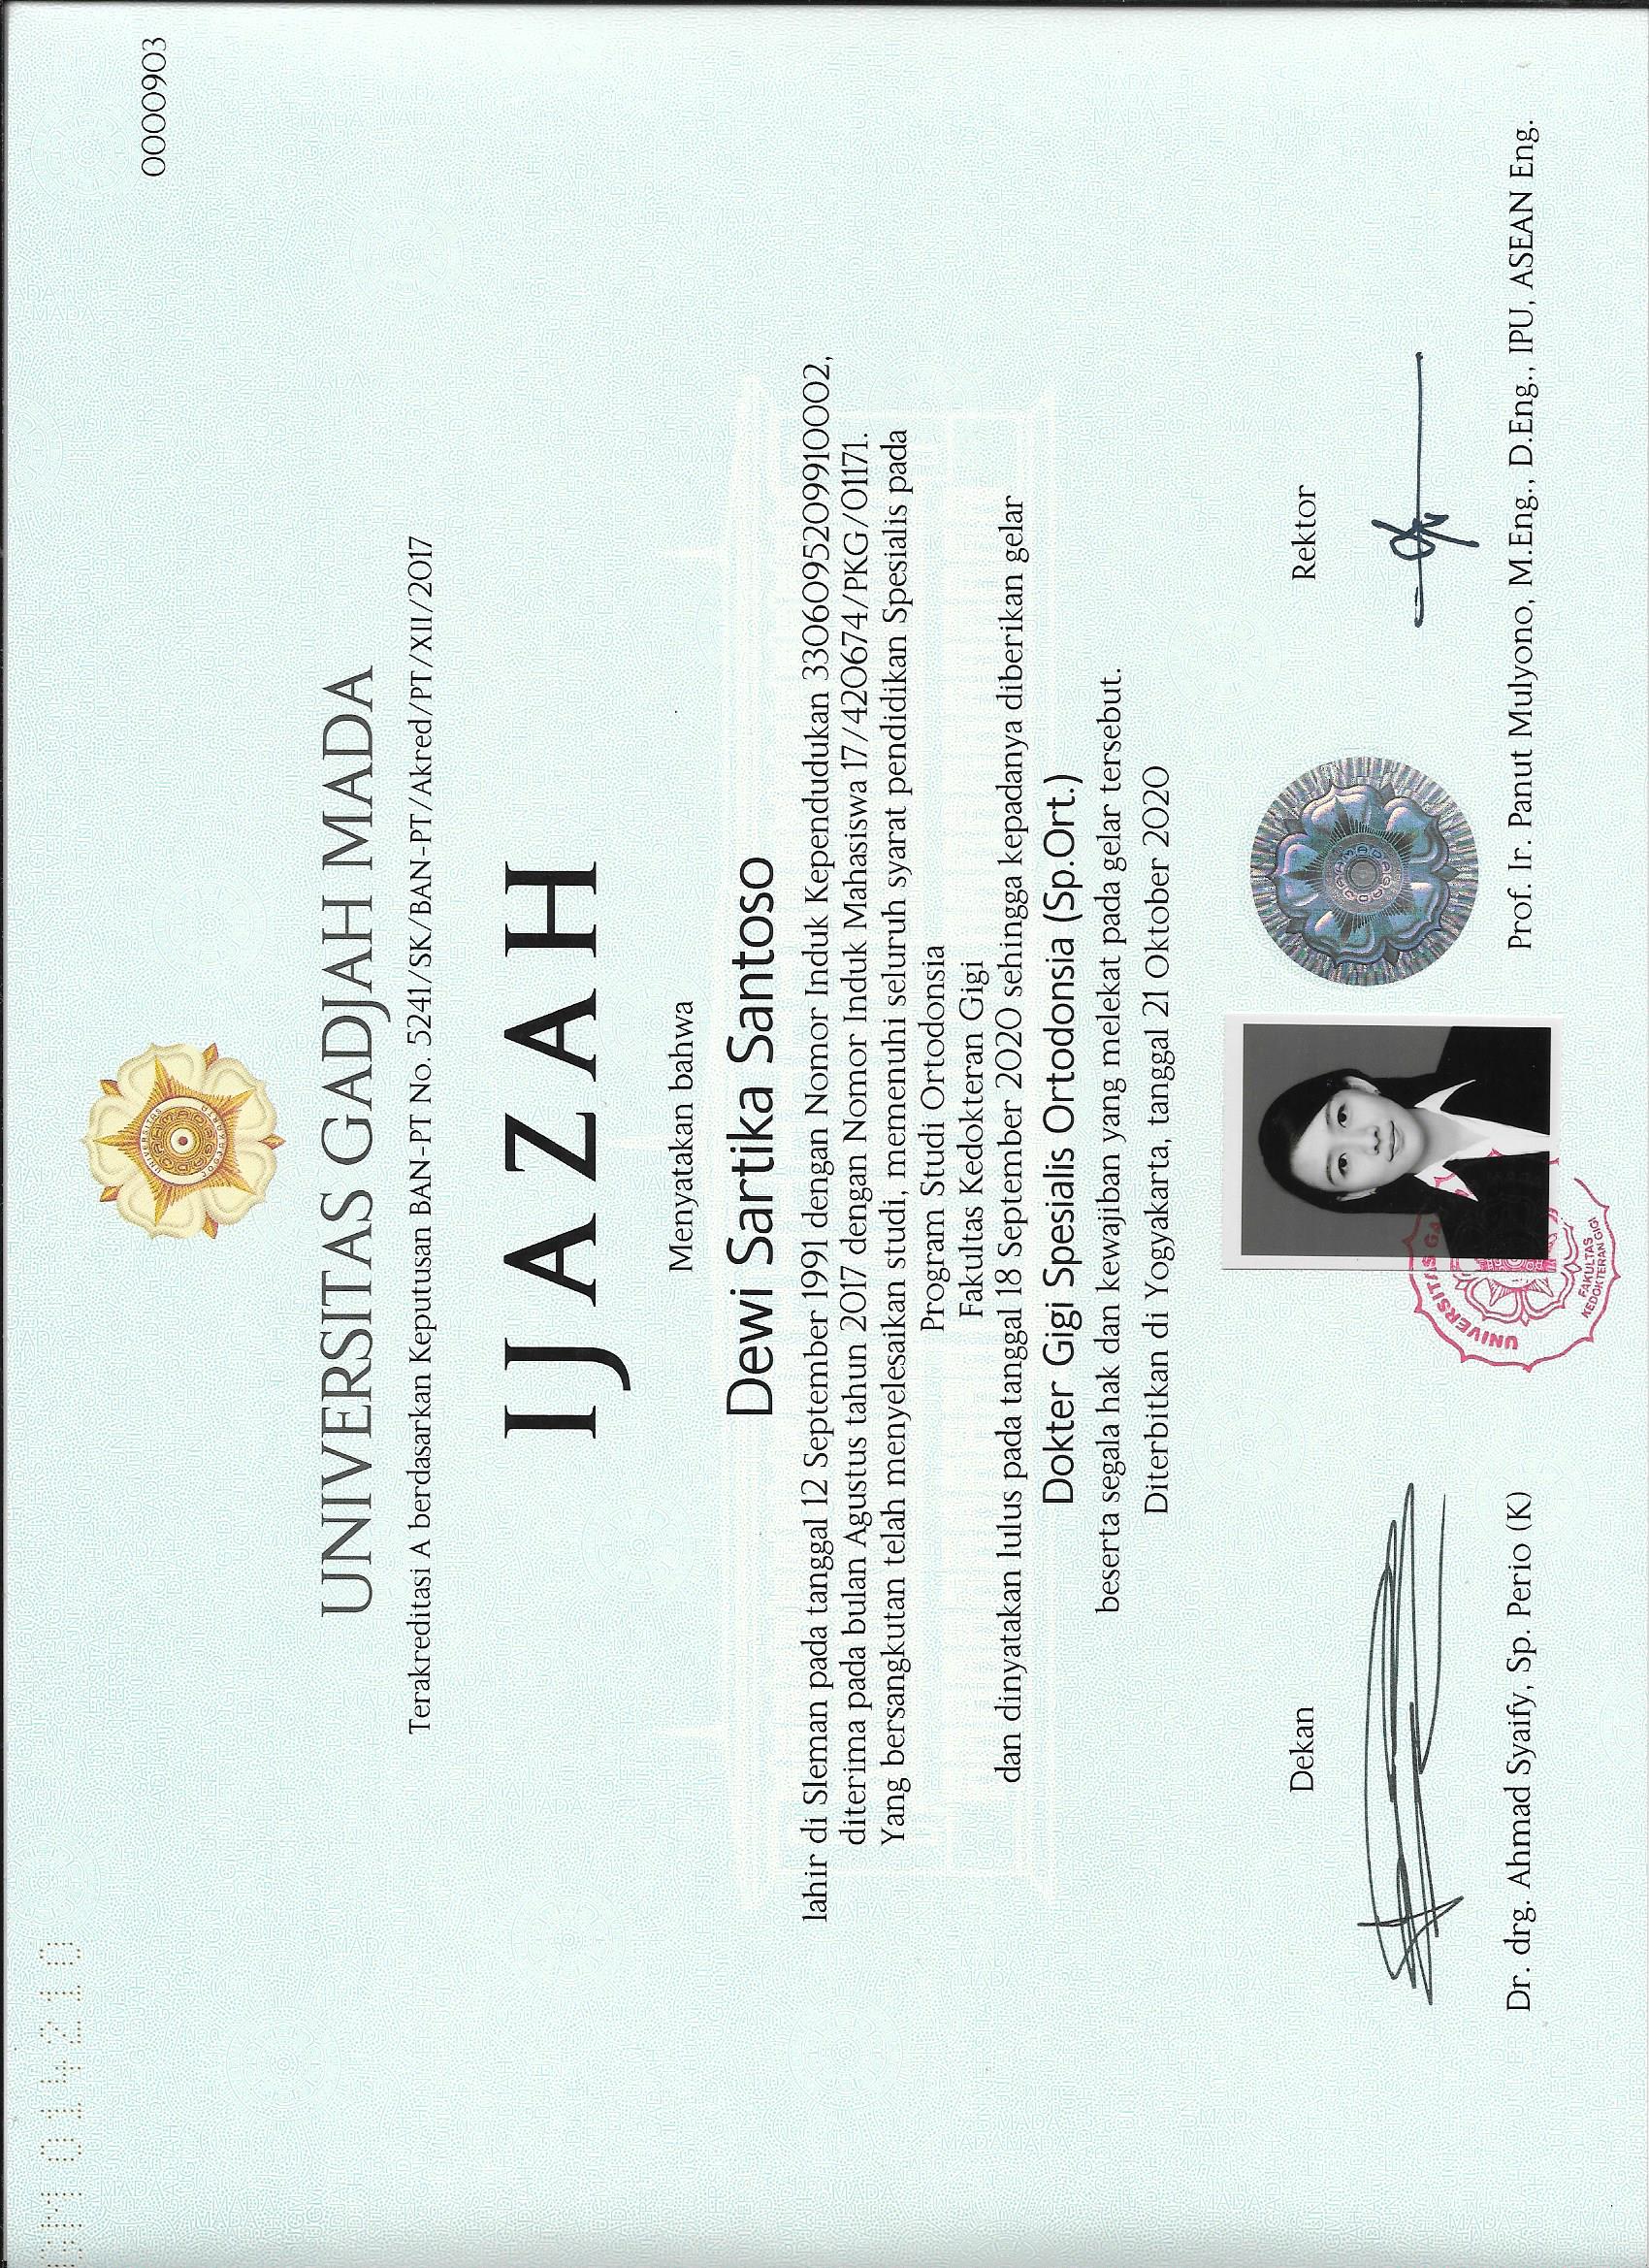 GM 014210
0000903
UNIVERSITAS
JOGJAKARTA
UNIVERSITAS GADJAH MADA
Terakreditasi A berdasarkan Keputusan BAN-PT No. 5241/SK/BAN-PT/Akred/PT/XII/2017
IJAZAH
Menyatakan bahwa
Dewi Sartika Santoso
lahir di Sleman pada tanggal 12 September 1991 dengan Nomor Induk Kependudukan 3306095209910002,
diterima pada bulan Agustus tahun 2017 dengan Nomor Induk Mahasiswa 17/420674/PKG/01171.
Yang bersangkutan telah menyelesaikan studi, memenuhi seluruh syarat pendidikan Spesialis pada
Program Studi Ortodonsia
Fakultas Kedokteran Gigi
dan dinyatakan lulus pada tanggal 18 September 2020 sehingga kepadanya diberikan gelar
Dokter Gigi Spesialis Ortodonsia (Sp.Ort.)
beserta segala hak dan kewajiban yang melekat pada gelar tersebut.
Diterbitkan di Yogyakarta, tanggal 21 Oktober 2020
Dekan
Rektor
UNIVERSITAS GA
FAKULTAS
KEDOKTERAN GIGI
Dr. drg. Ahmad Syaify, Sp. Perio (K)
Prof. Ir. Panut Mulyono, M.Eng., D.Eng., IPU, ASEAN Eng.